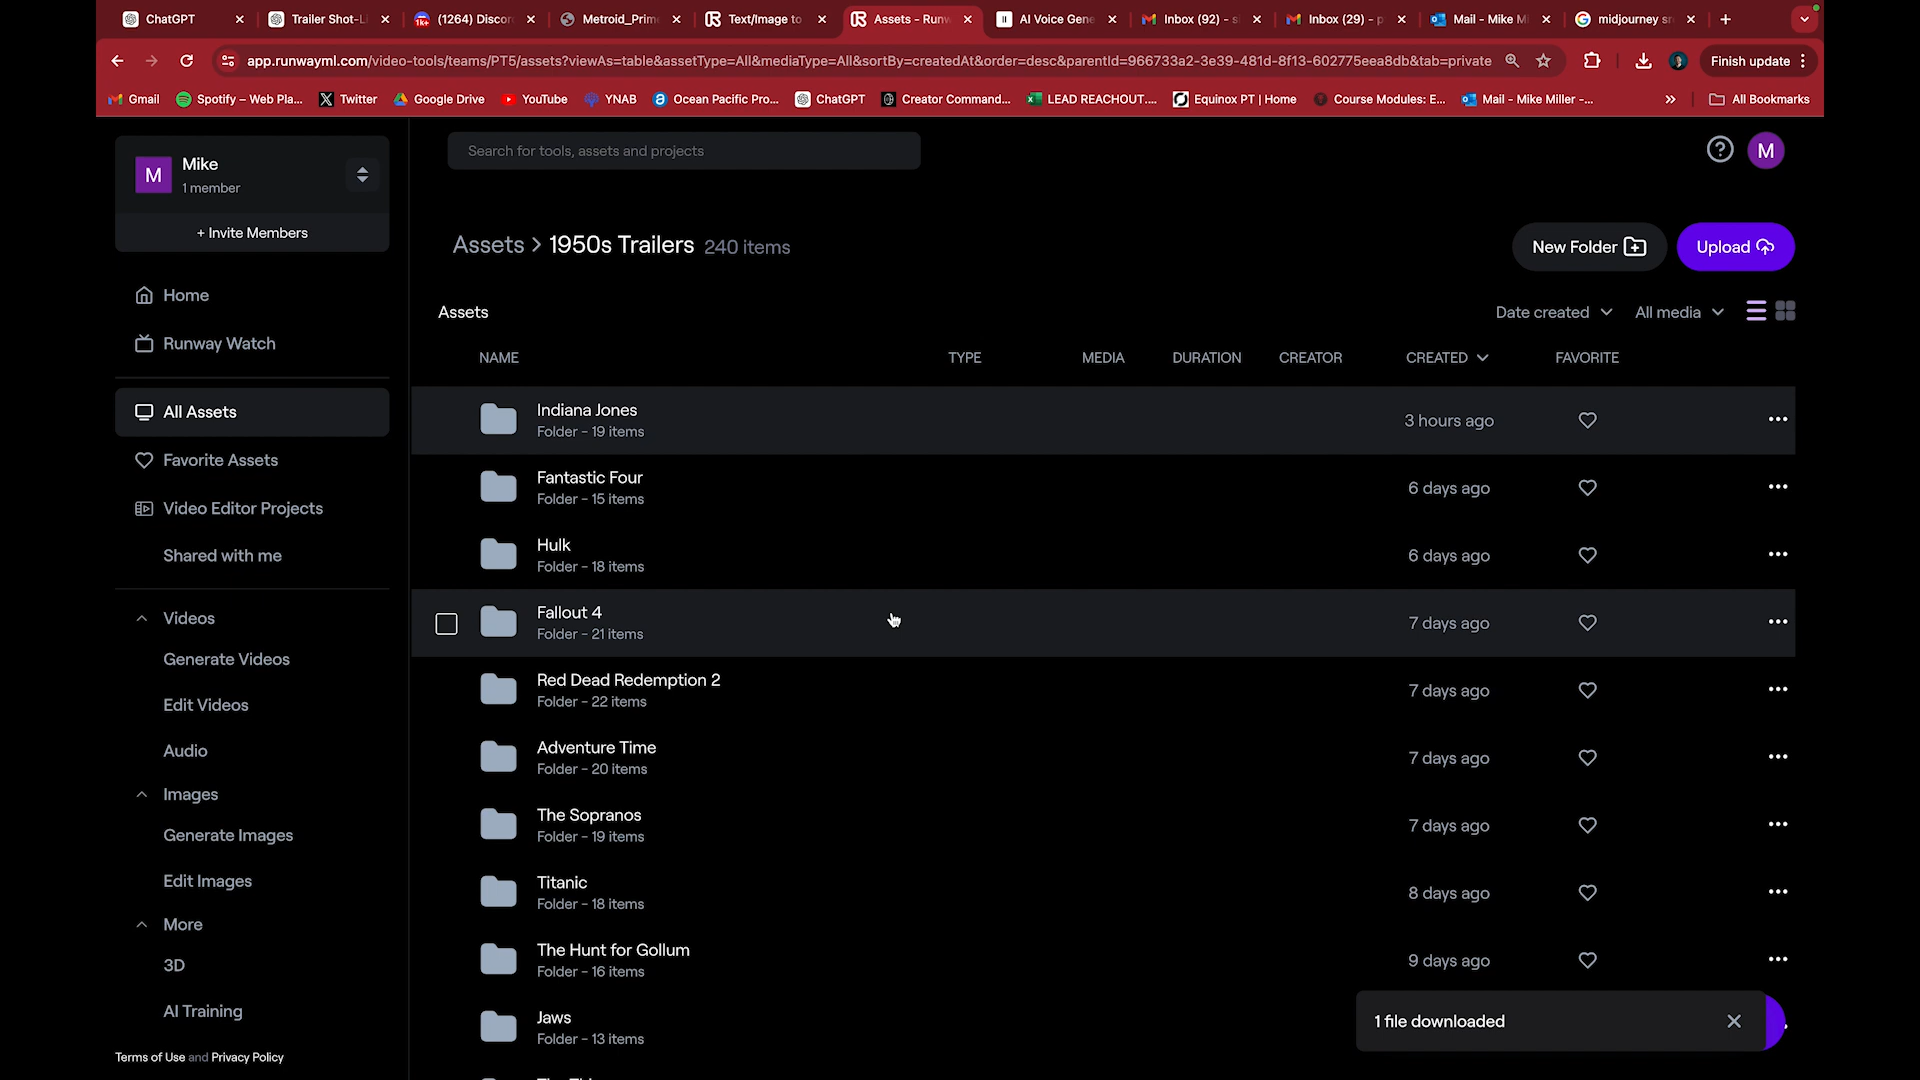 ChatGPT
Trailer Shot-Li
(1264) Discor
Metroid_Prime
Text/Image to
Assets - Runw
AI Voice Gene
Inbox (92) - s
Inbox (29) - p
Mail - Mike Mi
midjourney sr
app.runwayml.com/video-tools/teams/PT5/assets?viewAs=table&assetType=All&mediaType=All&sortBy=createdAt&order=desc&parentId=966733a2-3e39-481d-8f13-602775eea8db&tab=private
Finish update
Gmail
Spotify – Web Pla...
Twitter
Google Drive
YouTube
YNAB
Ocean Pacific Pro...
ChatGPT
Creator Command...
LEAD REACHOUT....
Equinox PT | Home
Course Modules: E...
Mail - Mike Miller -...
All Bookmarks
M
Mike
1 member
+ Invite Members
Search for tools, assets and projects
M
Home
Runway Watch
All Assets
Favorite Assets
Video Editor Projects
Shared with me
Videos
Generate Videos
Edit Videos
Audio
Images
Generate Images
Edit Images
More
3D
AI Training
Terms of Use and Privacy Policy
Assets > 1950s Trailers 240 items
New Folder
Upload
Assets
Date created
All media
NAME TYPE MEDIA DURATION CREATOR CREATED FAVORITE
Indiana Jones
Folder - 19 items
3 hours ago
Fantastic Four
Folder - 15 items
6 days ago
Hulk
Folder - 18 items
6 days ago
Fallout 4
Folder - 21 items
7 days ago
Red Dead Redemption 2
Folder - 22 items
7 days ago
Adventure Time
Folder - 20 items
7 days ago
The Sopranos
Folder - 19 items
7 days ago
Titanic
Folder - 18 items
8 days ago
The Hunt for Gollum
Folder - 16 items
9 days ago
Jaws
Folder - 13 items
1 file downloaded